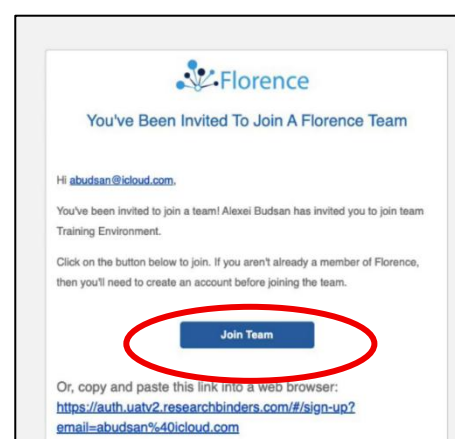 Florence
You've Been Invited To Join A Florence Team
Hi abudsan@icloud.com,
You've been invited to join a team! Alexei Budsan has invited you to join team
Training Environment.
Click on the button below to join. If you aren't already a member of Florence,
then you'll need to create an account before joining the team.
Join Team
Or, copy and paste this link into a web browser:
https://auth.uatv2.researchbinders.com/#/sign-up?
email=abudsan%40icloud.com